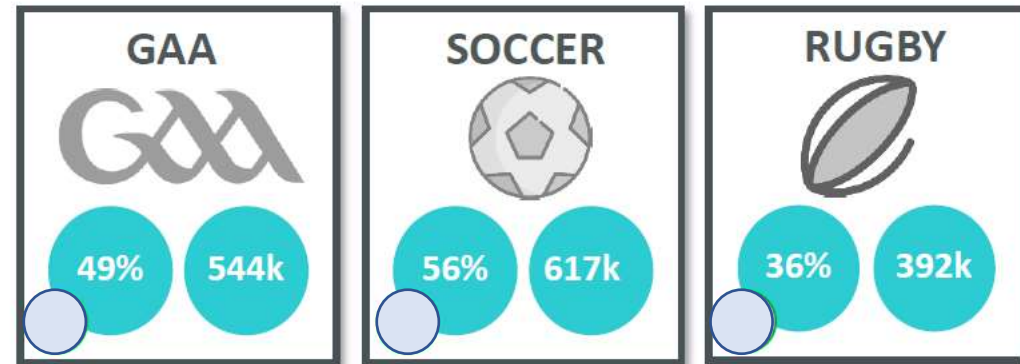 GAA
GAA
49% 544k
SOCCER
56% 617k
RUGBY
36% 392k